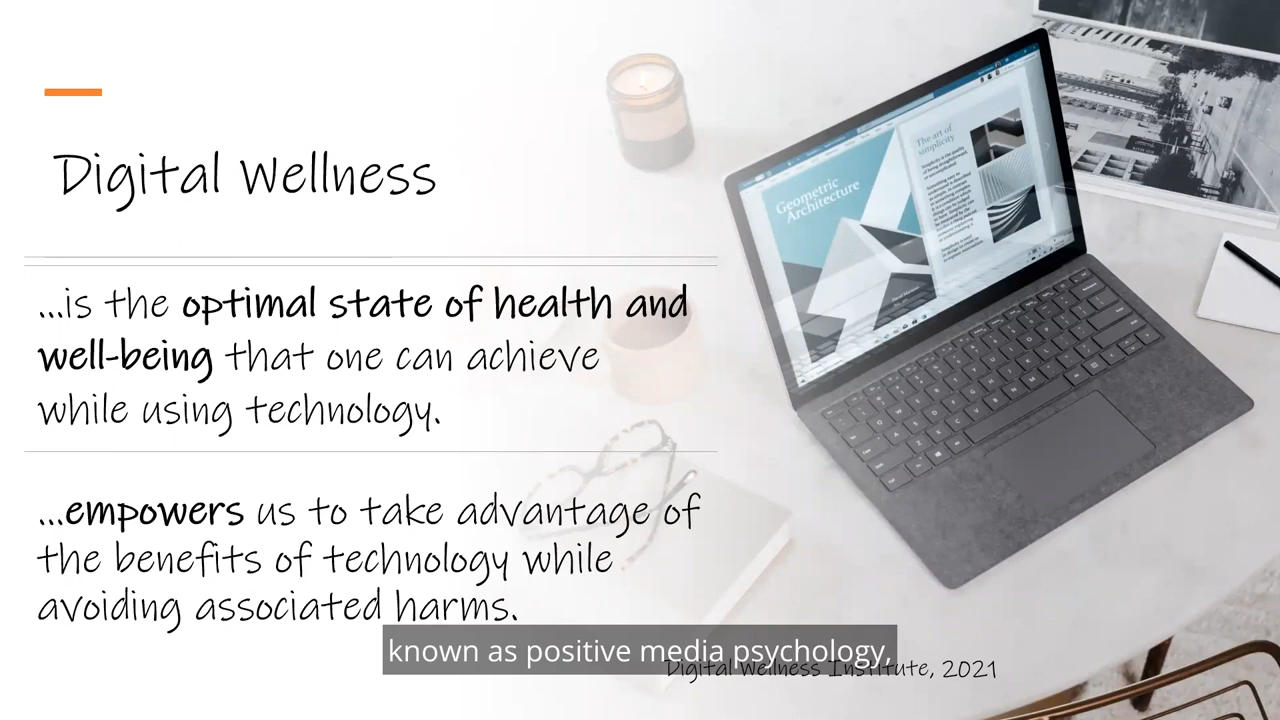 Digital Wellness
...is the optimal state of health and
well-being that one can achieve
while using technology.
...empowers us to take advantage of
the benefits of technology while
avoiding associated harms.
known as positive media psychology,
Digital Wellness Institute, 2021
Geometric
Architecture
The art of
simplicity